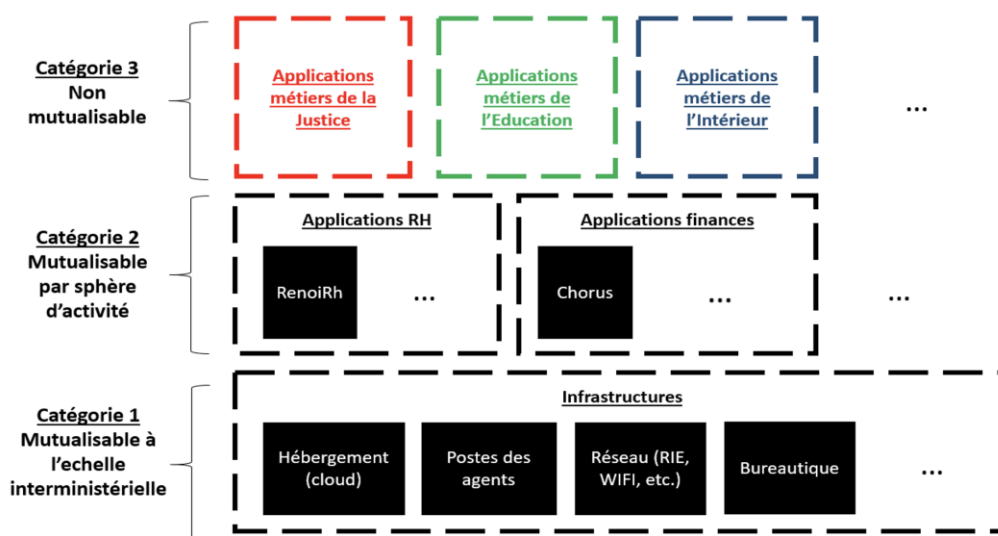 Catégorie 3
Non
mutualisable
Applications
métiers de la
Justice
Applications
métiers de
l'Education
Applications
métiers de
l'Intérieur
...
Catégorie 2
Mutualisable
par sphère
d'activité
Applications RH
RenoiRh
...
Applications finances
Chorus
...
...
Catégorie 1
Mutualisable à
l'echelle
interministérielle
Infrastructures
Hébergement
(cloud)
Postes des
agents
Réseau (RIE,
WIFI, etc.)
Bureautique
...